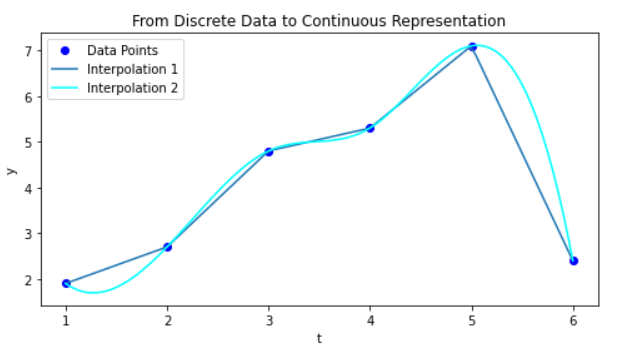 From Discrete Data to Continuous Representation
Data Points
Interpolation 1
Interpolation 2
7
6
5
4
3
2
y
1 2 3 4 5 6
t